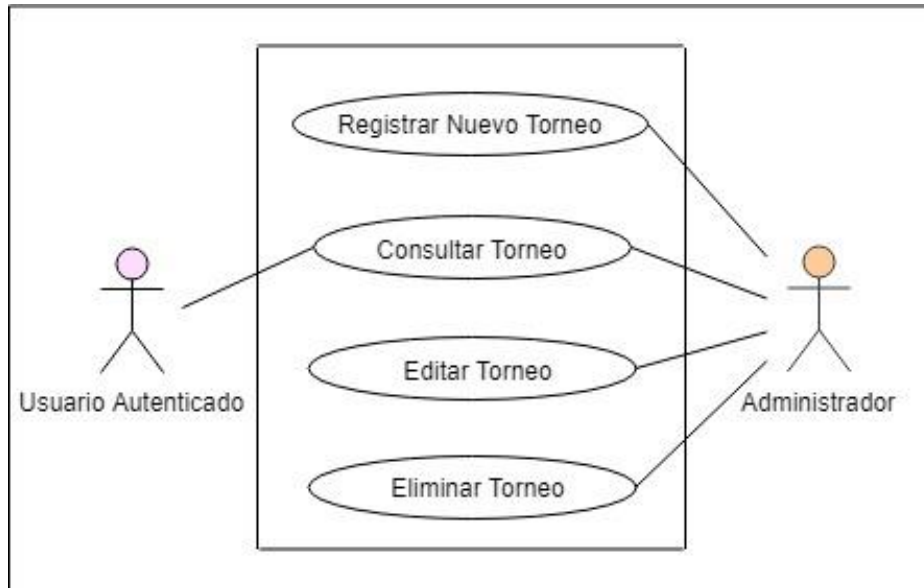 Registrar Nuevo Torneo
Consultar Torneo
Editar Torneo
Usuario Autenticado
Administrador
Eliminar Torneo